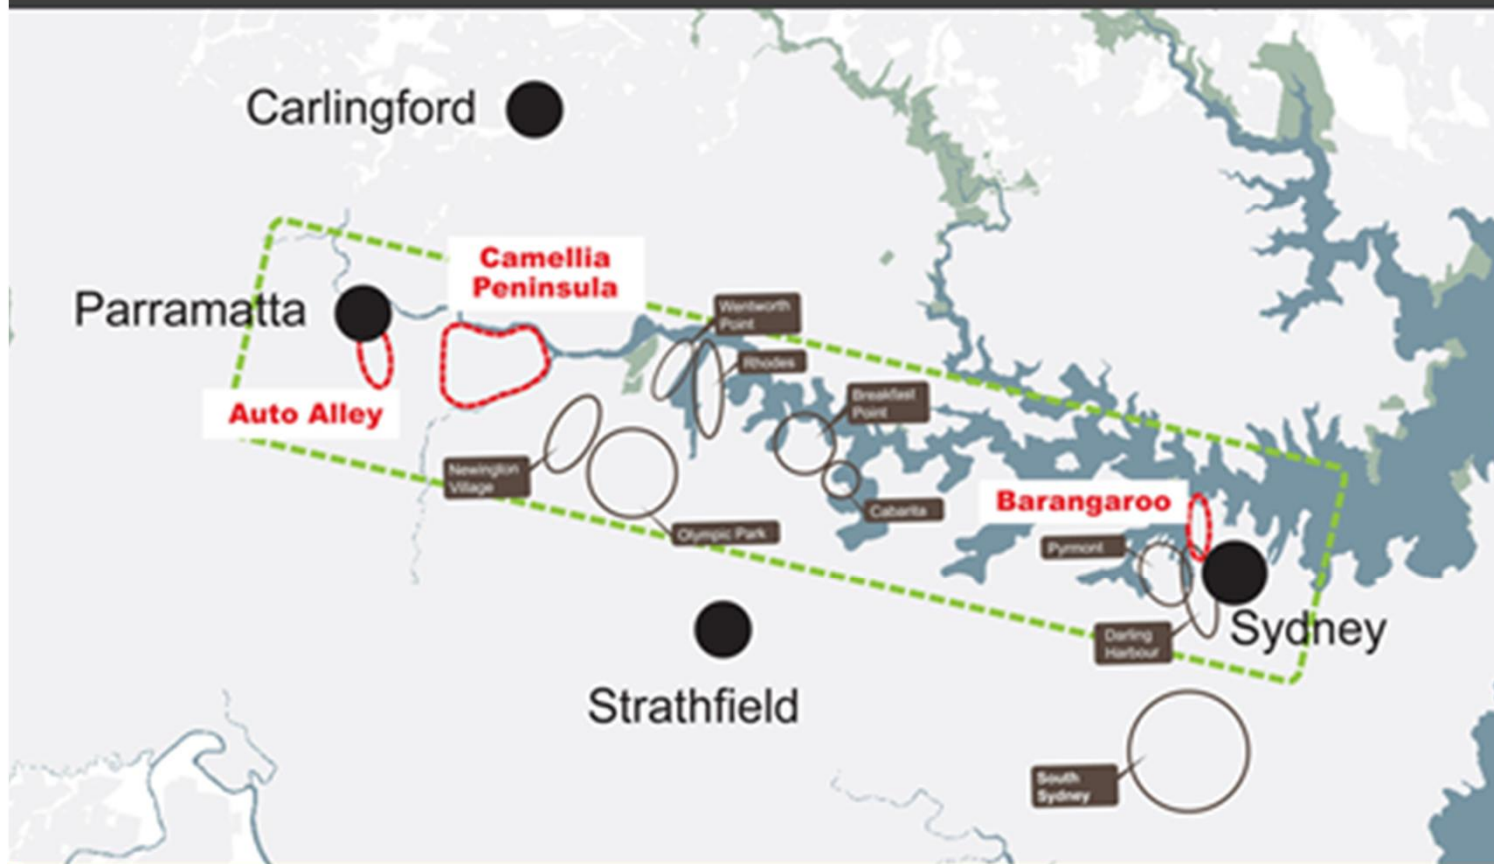 Carlingford
Camellia
Peninsula
Parramatta
Wentworth
Point
Rhodes
Breakfast
Point
Auto Alley
Newington
Village
Barangaroo
Cabarita
Olympic Park
Pyrmont
Sydney
Darling
Harbour
Strathfield
South
Sydney